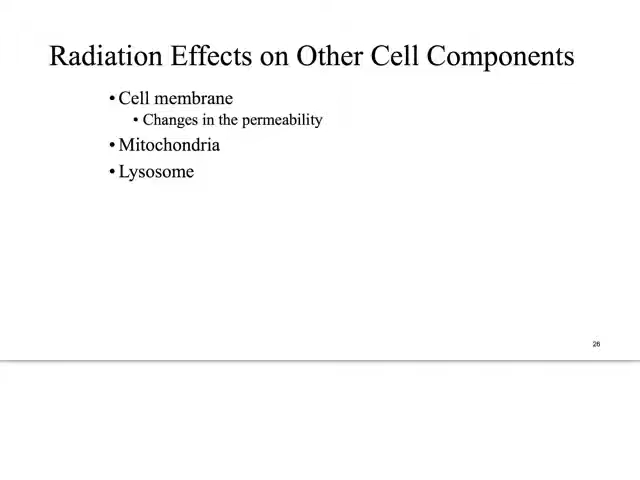 Radiation Effects on Other Cell Components
• Cell membrane
• Changes in the permeability
• Mitochondria
• Lysosome
26